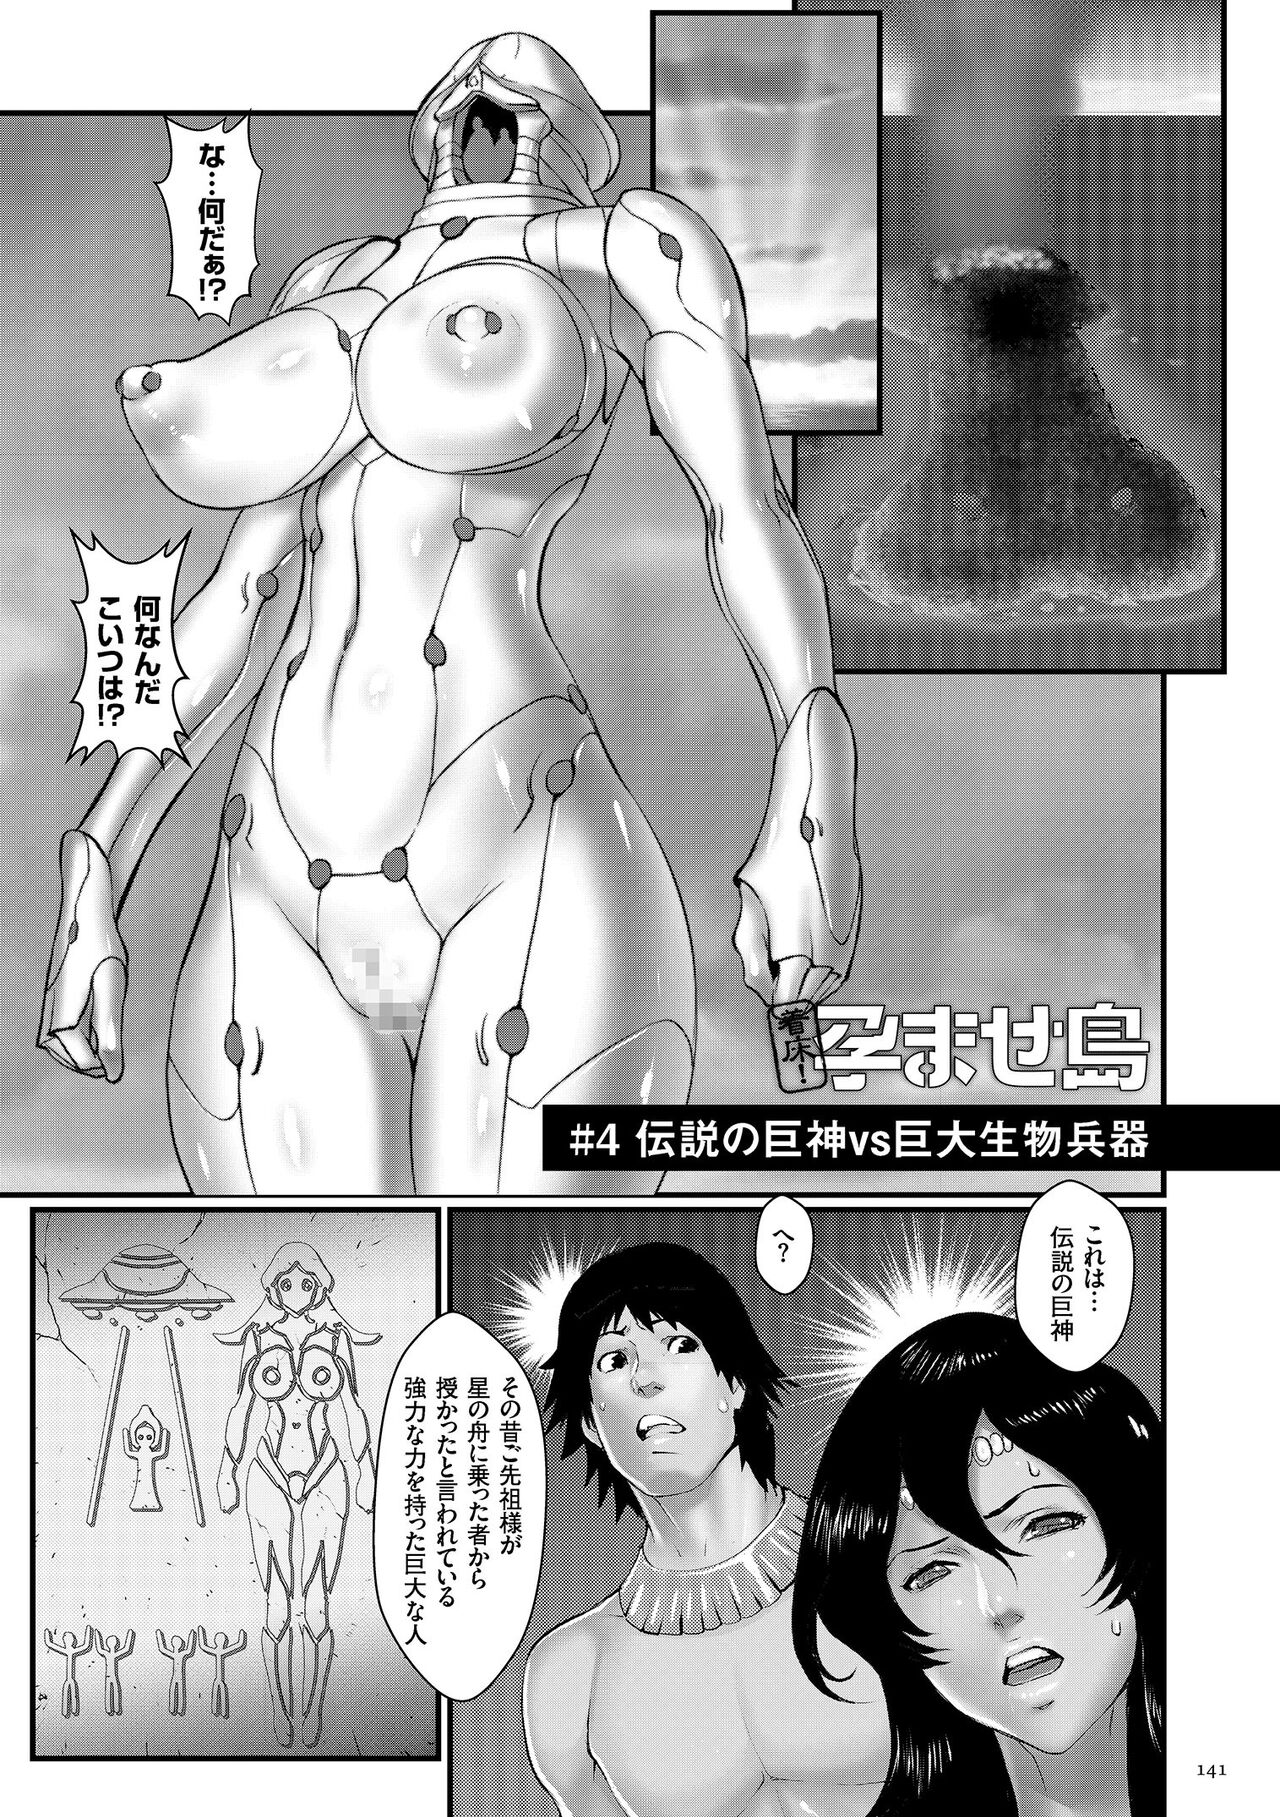 な…何だぁ!?
何なんだ
こいつは!?
着床!
孕ませ島
#4 伝説の巨神vs巨大生物兵器
これは…
伝説の巨神
へ?
その昔ご先祖様が
星の舟に乗った者から
授かったと言われている
強力な力を持った巨大な人
141